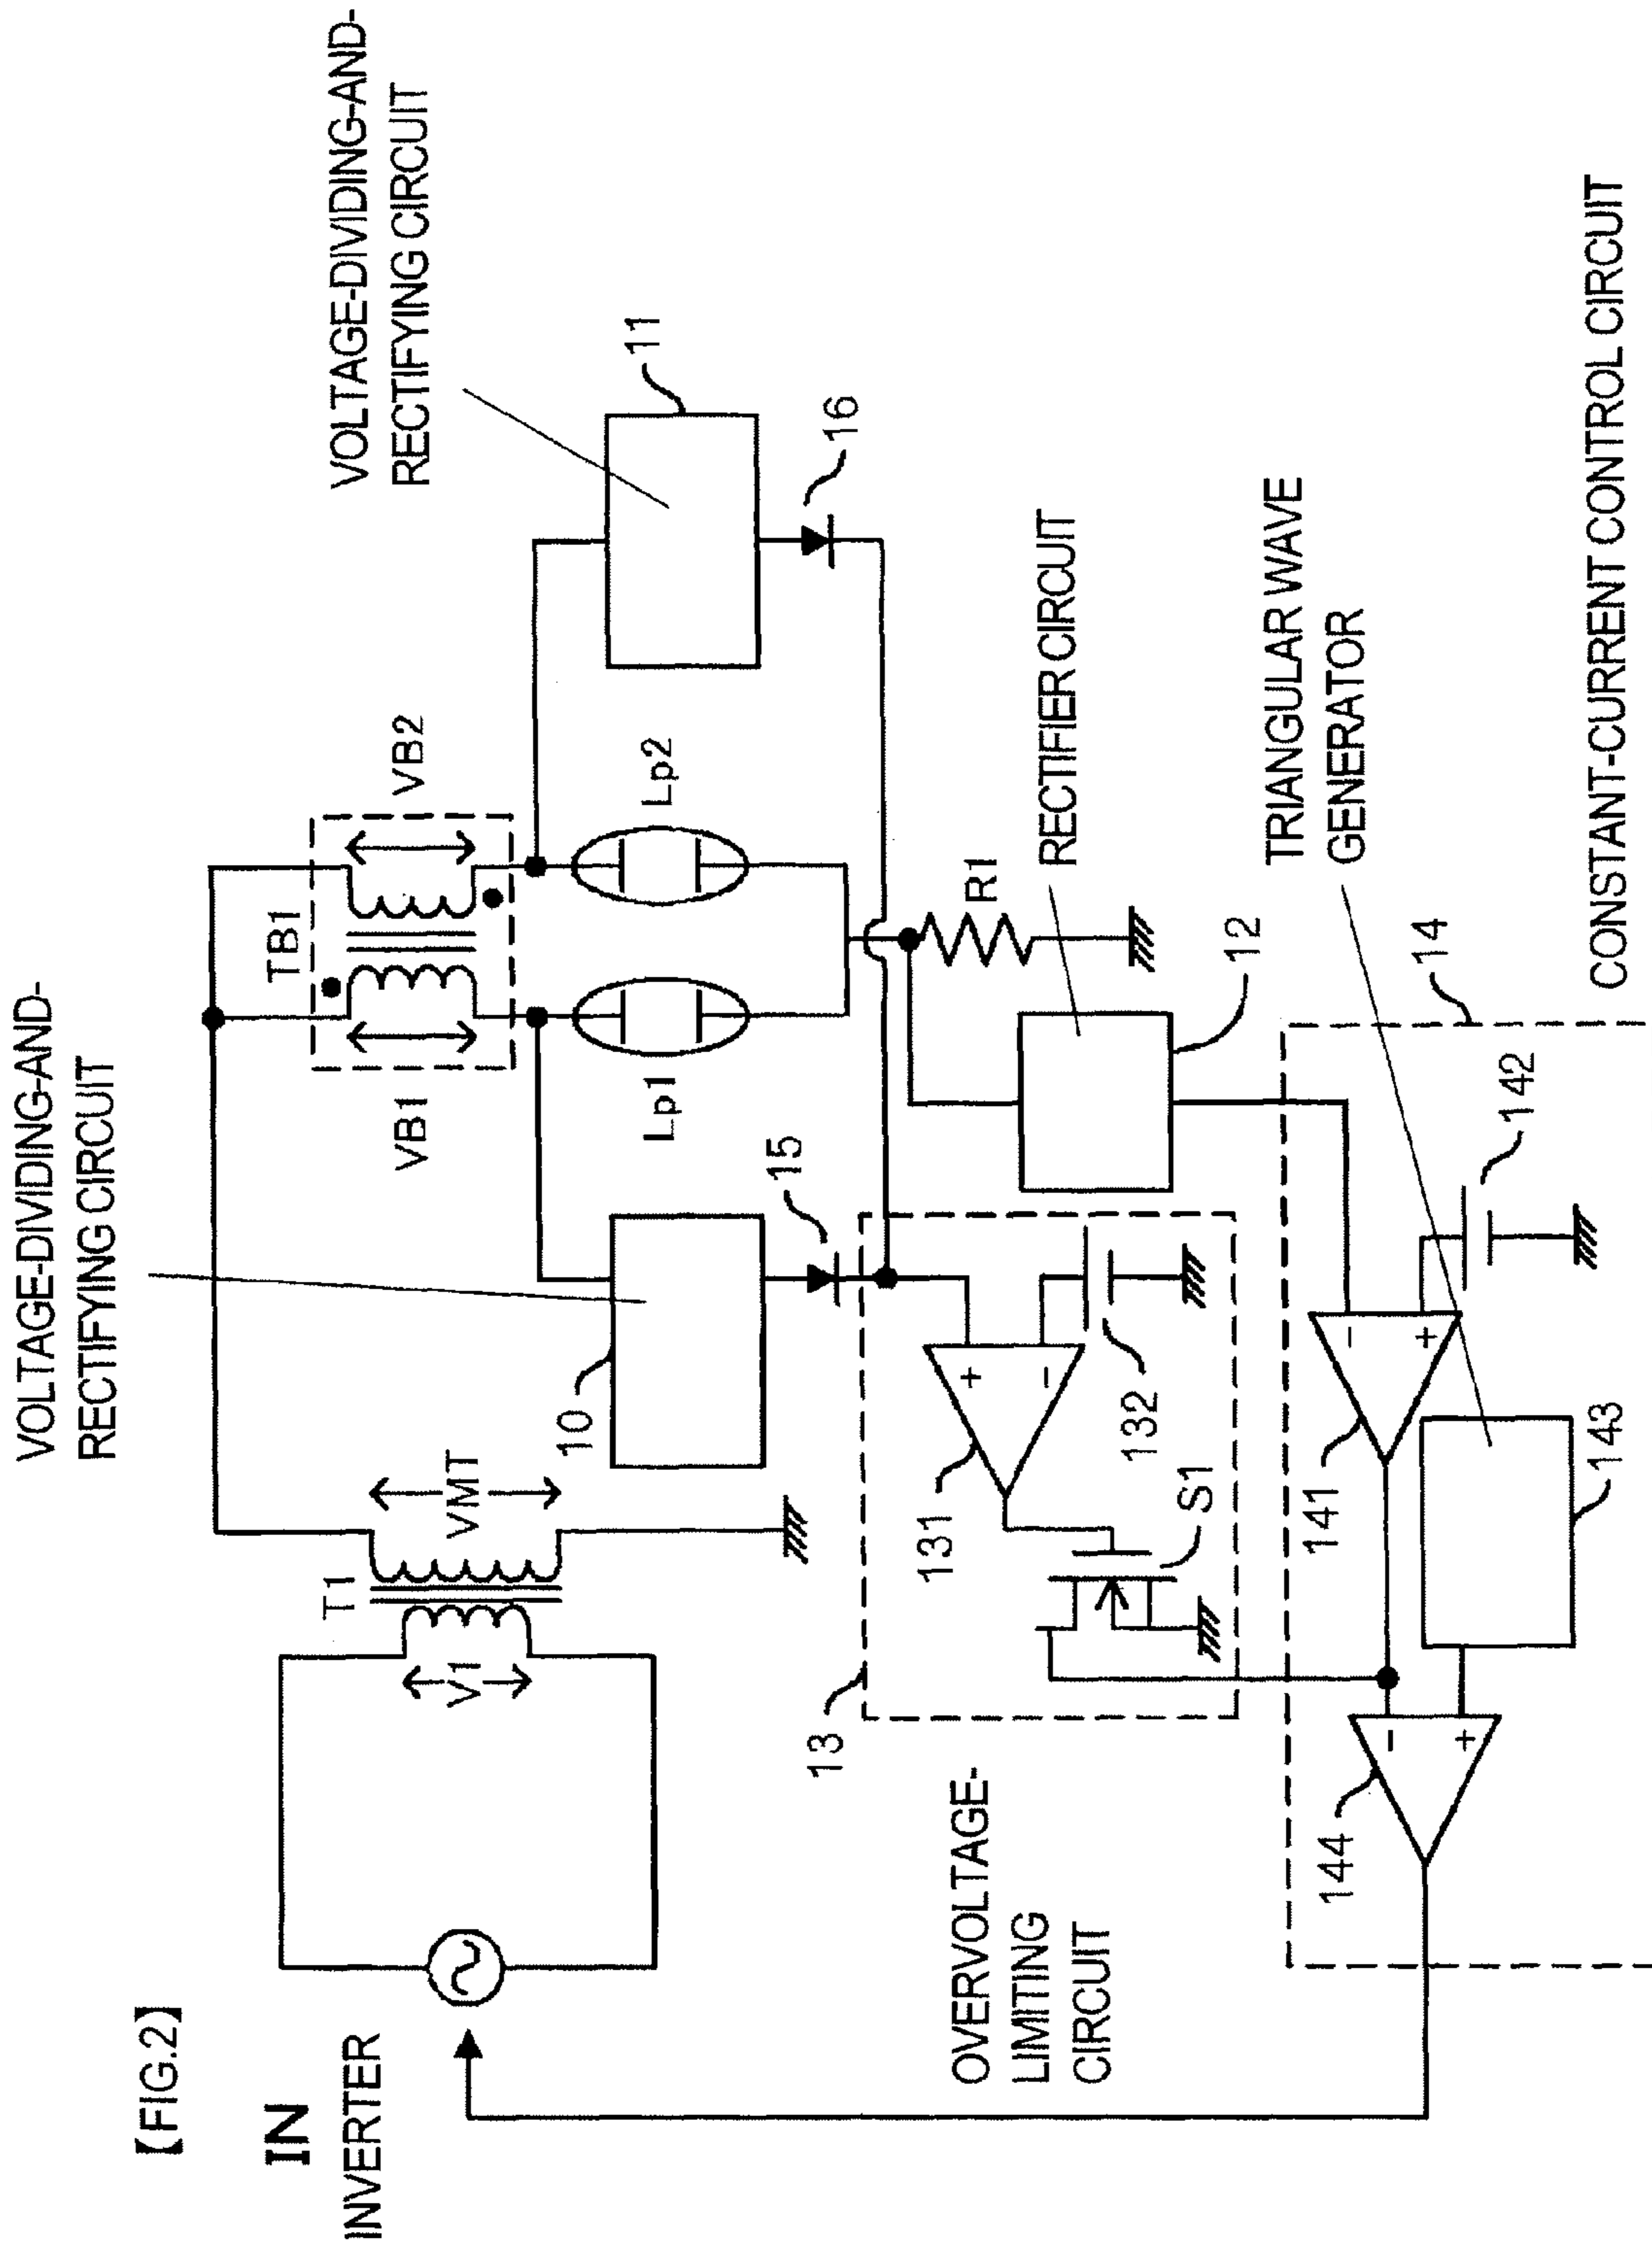 【FIG.2】
IN
INVERTER
VOLTAGE-DIVIDING-AND-
RECTIFYING CIRCUIT
VOLTAGE-DIVIDING-AND-
RECTIFYING CIRCUIT
T1
V1
VMT
TB1
VB1
VB2
10
Lp1
Lp2
11
15
16
13
OVERVOLTAGE-
LIMITING
CIRCUIT
131
+
−
132
S1
R1
RECTIFIER CIRCUIT
12
TRIANGULAR WAVE
GENERATOR
14
144
−
+
141
−
+
142
143
CONSTANT-CURRENT CONTROL CIRCUIT